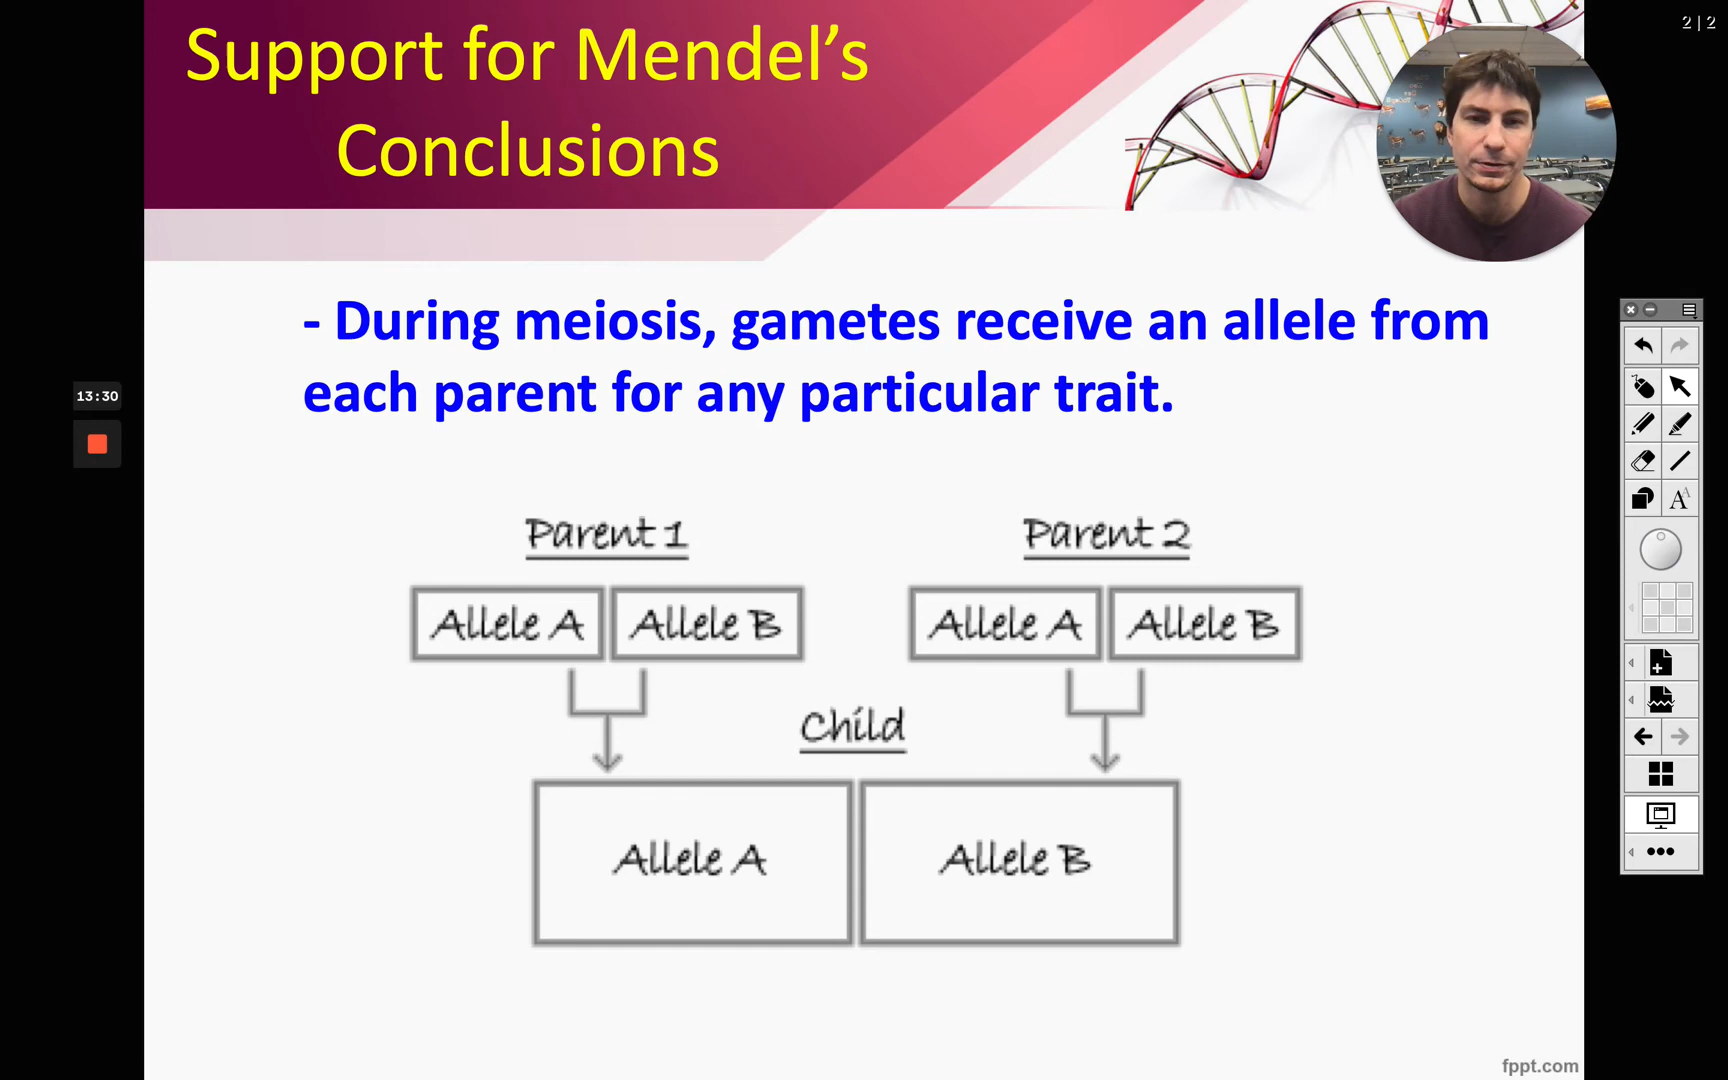 Support for Mendel’s
Conclusions
2 | 2
- During meiosis, gametes receive an allele from
each parent for any particular trait.
13:30
Parent 1
Parent 2
Allele A
Allele B
Allele A
Allele B
Child
Allele A
Allele B
fppt.com